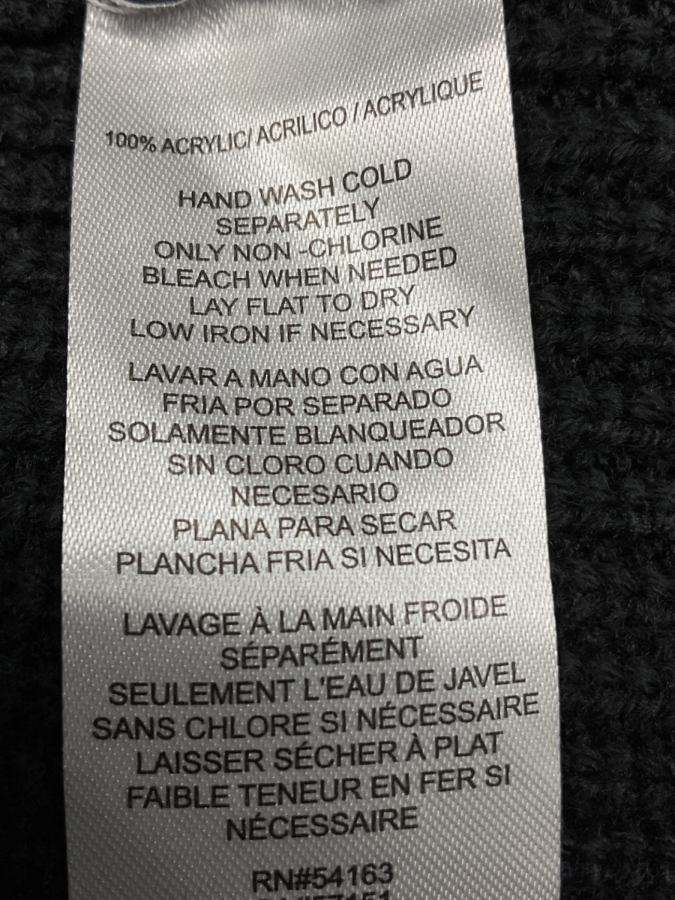 100% ACRYLIC/ ACRILICO / ACRYLIQUE
HAND WASH COLD
SEPARATELY
ONLY NON -CHLORINE
BLEACH WHEN NEEDED
LAY FLAT TO DRY
LOW IRON IF NECESSARY
LAVAR A MANO CON AGUA
FRIA POR SEPARADO
SOLAMENTE BLANQUEADOR
SIN CLORO CUANDO
NECESARIO
PLANA PARA SECAR
PLANCHA FRIA SI NECESITA
LAVAGE À LA MAIN FROIDE
SÉPARÉMENT
SEULEMENT L'EAU DE JAVEL
SANS CHLORE SI NÉCESSAIRE
LAISSER SÉCHER À PLAT
FAIBLE TENEUR EN FER SI
NÉCESSAIRE
RN#54163